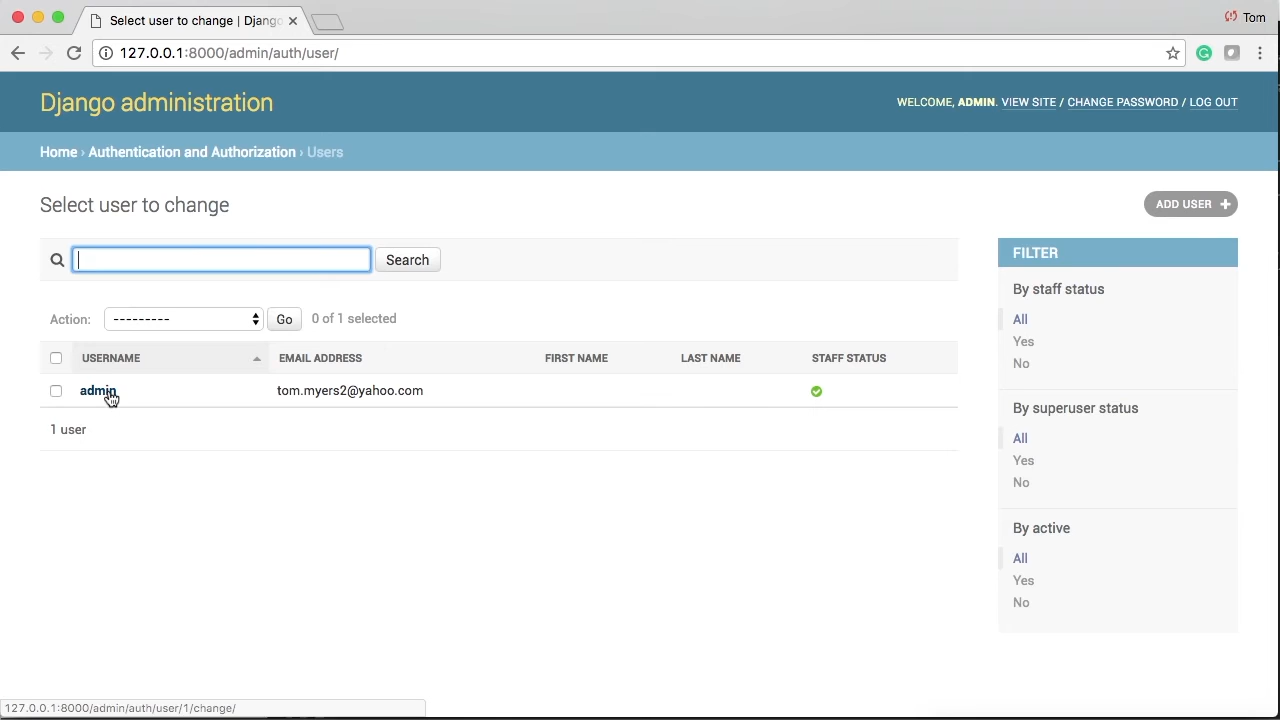 Select user to change | Django
Tom
127.0.0.1:8000/admin/auth/user/
Django administration
WELCOME, ADMIN. VIEW SITE / CHANGE PASSWORD / LOG OUT
Home › Authentication and Authorization › Users
Select user to change
ADD USER +
Search
Action: --------- Go 0 of 1 selected
USERNAME EMAIL ADDRESS FIRST NAME LAST NAME STAFF STATUS
admin tom.myers2@yahoo.com
1 user
FILTER
By staff status
All
Yes
No
By superuser status
All
Yes
No
By active
All
Yes
No
127.0.0.1:8000/admin/auth/user/1/change/